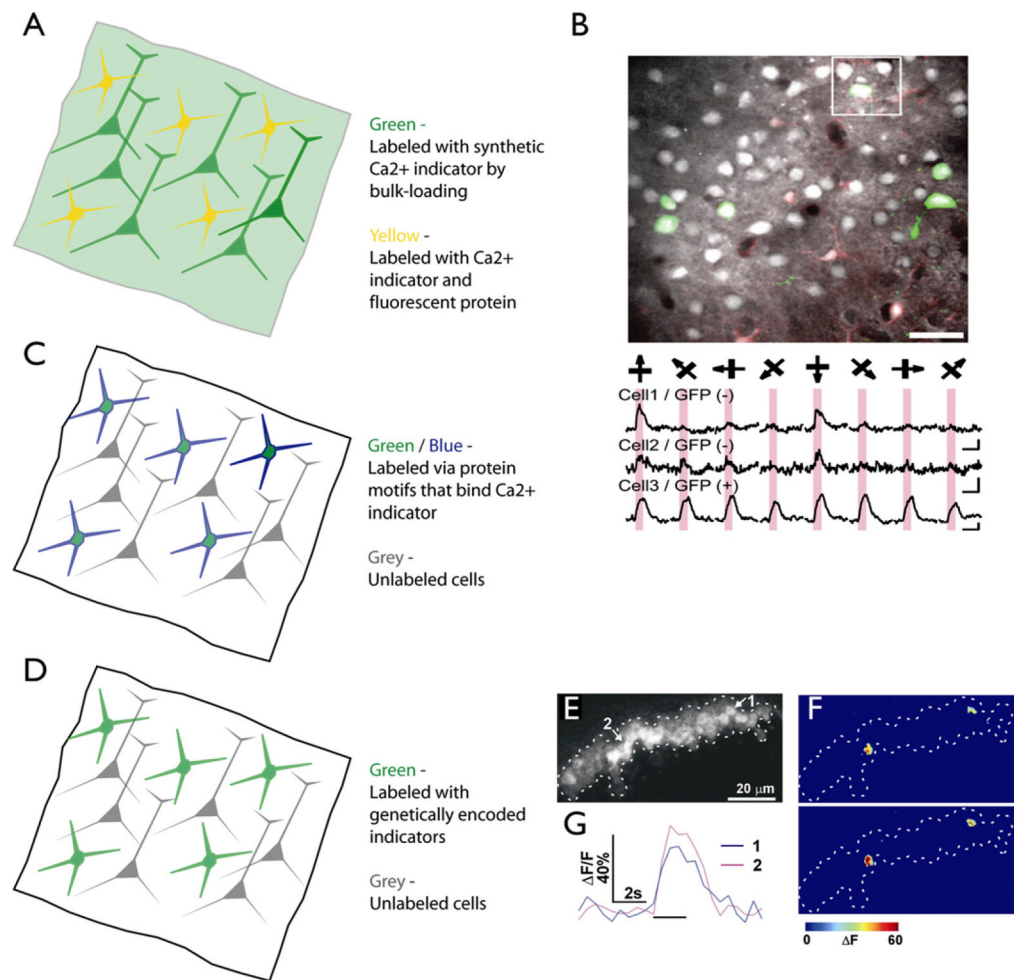 A
Green -
Labeled with synthetic
Ca2+ indicator by
bulk-loading
Yellow -
Labeled with Ca2+
indicator and
fluorescent protein
B
Cell1 / GFP (-)
Cell2 / GFP (-)
Cell3 / GFP (+)
C
Green / Blue -
Labeled via protein
motifs that bind Ca2+
indicator
Grey -
Unlabeled cells
D
Green -
Labeled with
genetically encoded
indicators
Grey -
Unlabeled cells
E
1
2
20 µm
F
0 ΔF 60
G
ΔF/F
40%
2s
1
2